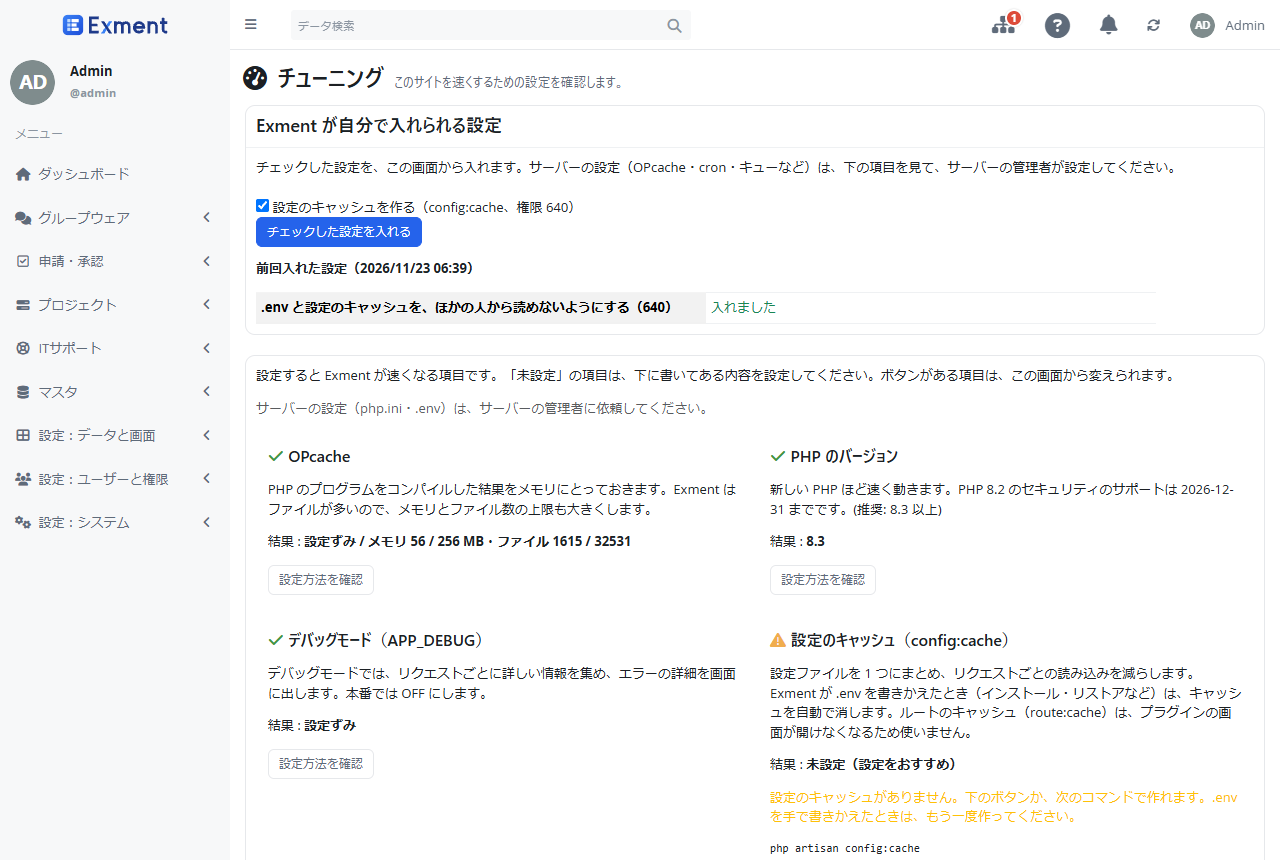 Exment
データ検索
1
?
AD
Admin
AD
Admin
@admin
メニュー
ダッシュボード
グループウェア
申請・承認
プロジェクト
ITサポート
マスタ
設定：データと画面
設定：ユーザーと権限
設定：システム
チューニング このサイトを速くするための設定を確認します。
Exment が自分で入れられる設定
チェックした設定を、この画面から入れます。サーバーの設定（OPcache・cron・キューなど）は、下の項目を見て、サーバーの管理者が設定してください。
設定のキャッシュを作る（config:cache、権限 640）
チェックした設定を入れる
前回入れた設定（2026/11/23 06:39）
.env と設定のキャッシュを、ほかの人から読めないようにする（640） 入れました
設定すると Exment が速くなる項目です。「未設定」の項目は、下に書いてある内容を設定してください。ボタンがある項目は、この画面から変えられます。
サーバーの設定（php.ini・.env）は、サーバーの管理者に依頼してください。
OPcache
PHP のプログラムをコンパイルした結果をメモリにとっておきます。Exment は
ファイルが多いので、メモリとファイル数の上限も大きくします。
結果 : 設定ずみ / メモリ 56 / 256 MB・ファイル 1615 / 32531
設定方法を確認
PHP のバージョン
新しい PHP ほど速く動きます。PHP 8.2 のセキュリティのサポートは 2026-12-
31 までです。(推奨: 8.3 以上)
結果 : 8.3
設定方法を確認
デバッグモード（APP_DEBUG）
デバッグモードでは、リクエストごとに詳しい情報を集め、エラーの詳細を画面
に出します。本番では OFF にします。
結果 : 設定ずみ
設定方法を確認
設定のキャッシュ（config:cache）
設定ファイルを 1 つにまとめ、リクエストごとの読み込みを減らします。
Exment が .env を書きかえたとき（インストール・リストアなど）は、キャッシ
ュを自動で消します。ルートのキャッシュ（route:cache）は、プラグインの画
面が開けなくなるため使いません。
結果 : 未設定（設定をおすすめ）
設定のキャッシュがありません。下のボタンか、次のコマンドで作れます。.env
を手で書きかえたときは、もう一度作ってください。
php artisan config:cache